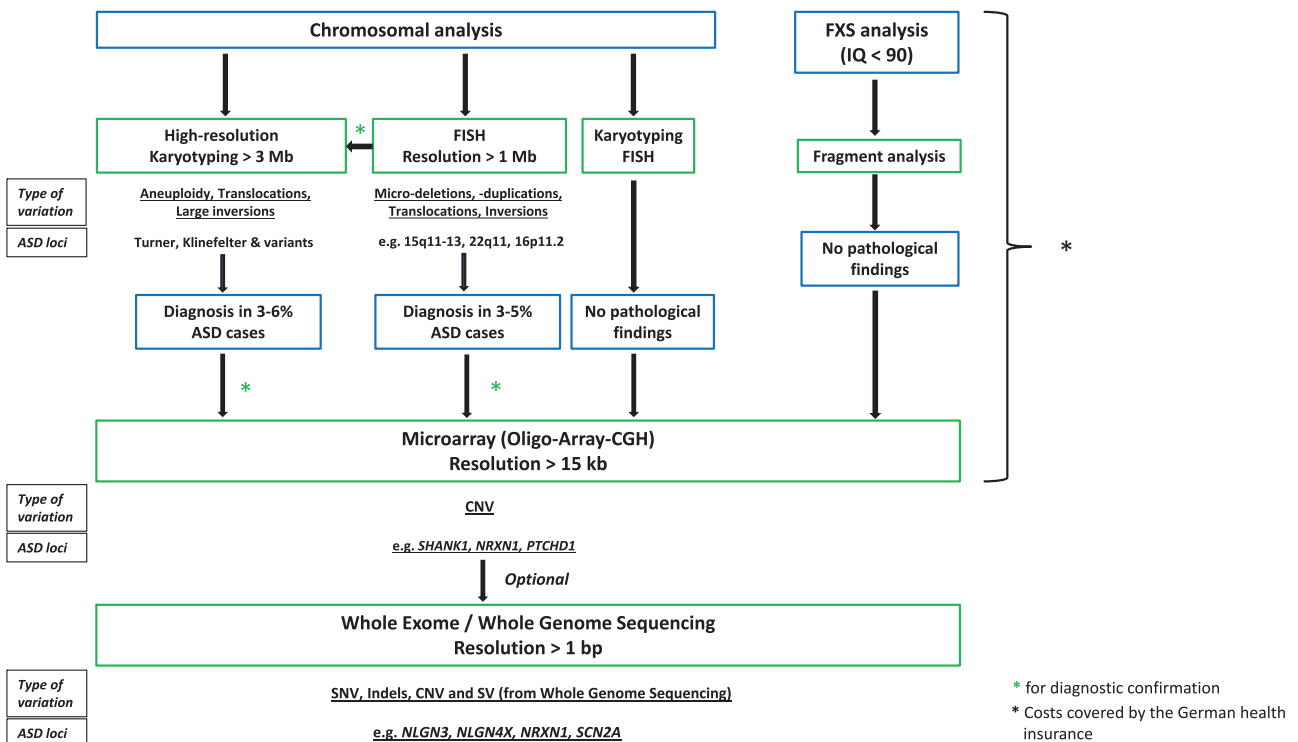 Chromosomal analysis
FXS analysis
(IQ < 90)
High-resolution
Karyotyping > 3 Mb
*
FISH
Resolution > 1 Mb
Karyotyping
FISH
Fragment analysis
Type of
variation
Aneuploidy, Translocations,
Large inversions
Micro-deletions, -duplications,
Translocations, Inversions
ASD loci
Turner, Klinefelter & variants
e.g. 15q11-13, 22q11, 16p11.2
No pathological
findings
*
Diagnosis in 3-6%
ASD cases
Diagnosis in 3-5%
ASD cases
No pathological
findings
*
*
Microarray (Oligo-Array-CGH)
Resolution > 15 kb
Type of
variation
CNV
ASD loci
e.g. SHANK1, NRXN1, PTCHD1
Optional
Whole Exome / Whole Genome Sequencing
Resolution > 1 bp
Type of
variation
SNV, Indels, CNV and SV (from Whole Genome Sequencing)
ASD loci
e.g. NLGN3, NLGN4X, NRXN1, SCN2A
* for diagnostic confirmation
* Costs covered by the German health
insurance